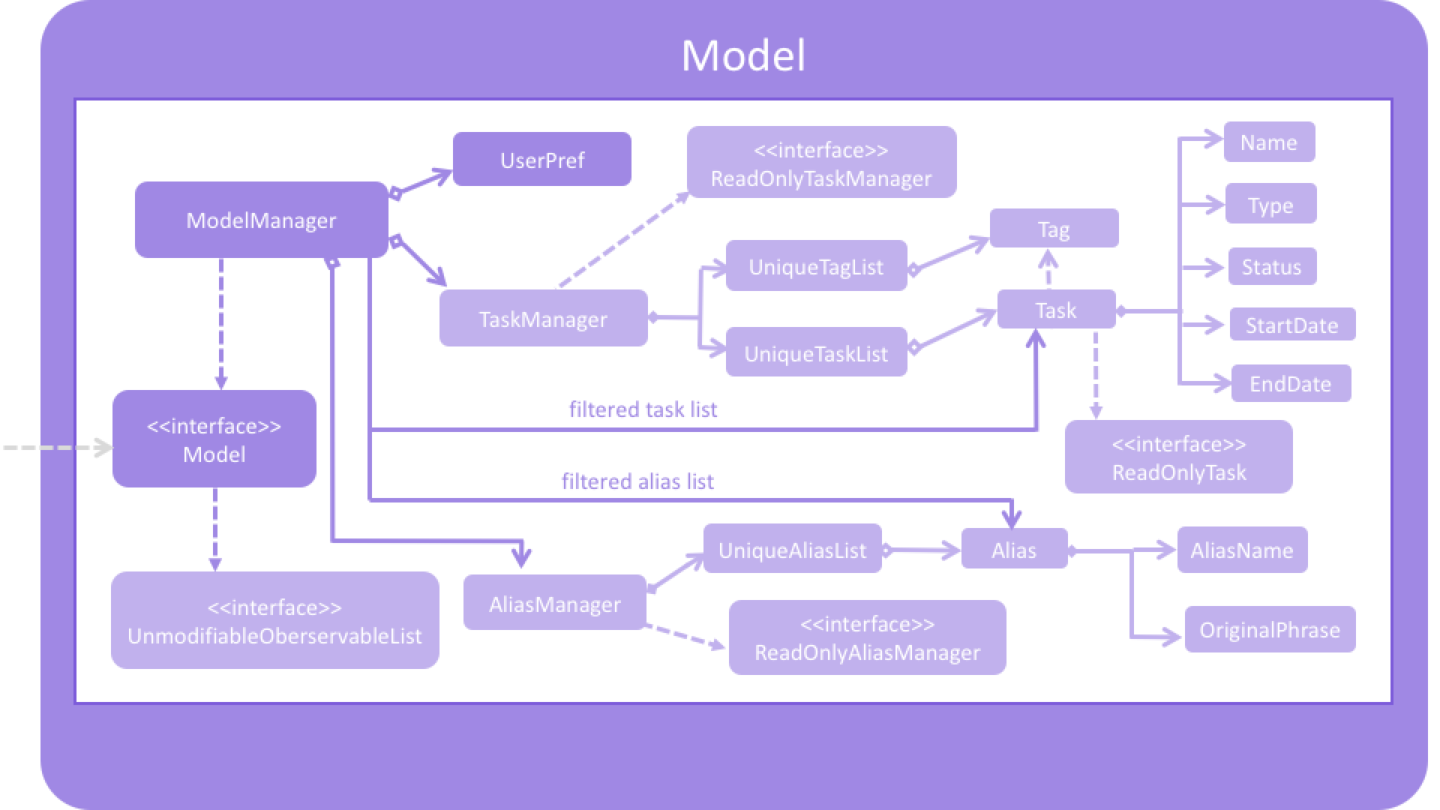 Model
UserPref
<<interface>>
ReadOnlyTaskManager
Name
ModelManager
Type
Tag
UniqueTagList
Status
TaskManager
Task
StartDate
UniqueTaskList
EndDate
filtered task list
<<interface>>
Model
<<interface>>
ReadOnlyTask
filtered alias list
UniqueAliasList
Alias
AliasName
<<interface>>
UnmodifiableOberservableList
AliasManager
<<interface>>
ReadOnlyAliasManager
OriginalPhrase